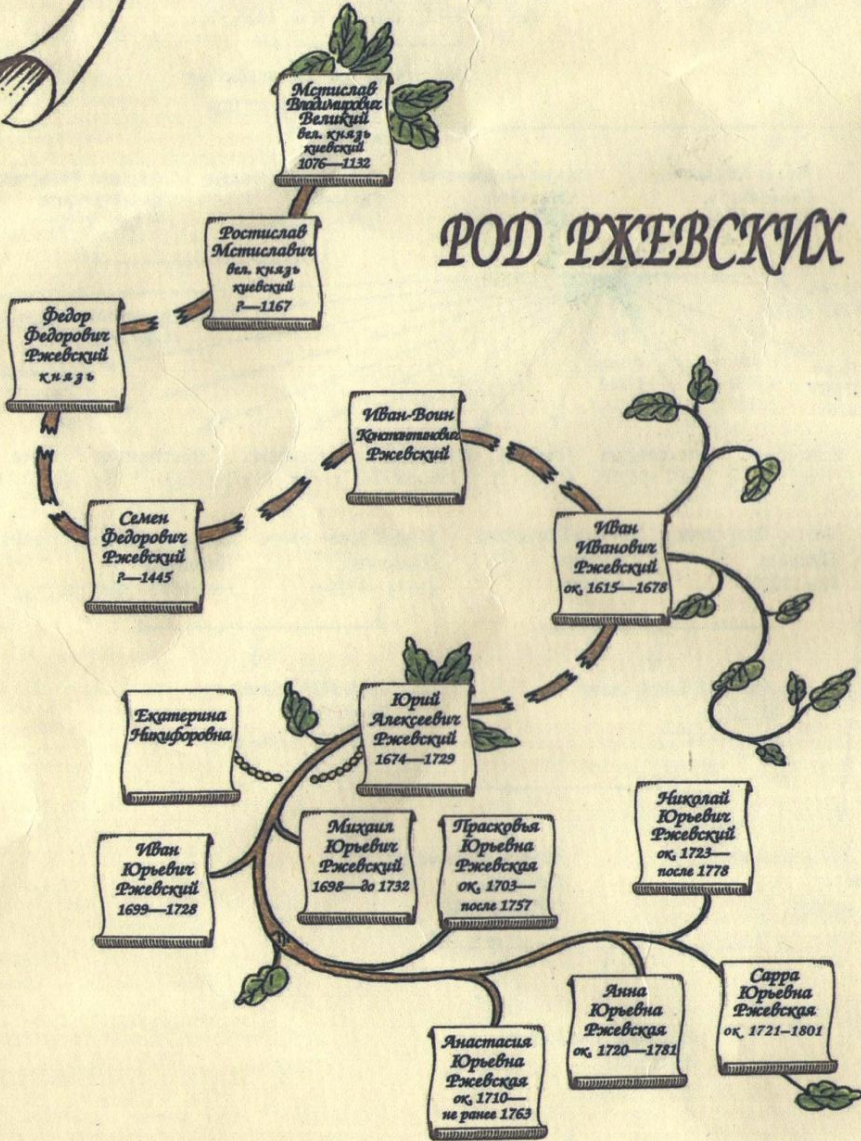 Мстислав
Владимирович
Великий
вел. князь
киевский
1076—1132
Ростислав
Мстиславич
вел. князь
киевский
?—1167
РОД РЖЕВСКИХ
Федор
Федорович
Ржевский
князь
Иван-Воин
Константинович
Ржевский
Семен
Федорович
Ржевский
?—1445
Иван
Иванович
Ржевский
ок. 1615—1678
Юрий
Алексеевич
Ржевский
1674—1729
Екатерина
Никифоровна
Иван
Юрьевич
Ржевский
1699—1728
Михаил
Юрьевич
Ржевский
1698—до 1732
Прасковья
Юрьевна
Ржевская
ок. 1703—
после 1757
Николай
Юрьевич
Ржевский
ок. 1723—
после 1778
Анастасия
Юрьевна
Ржевская
ок. 1710—
не ранее 1763
Анна
Юрьевна
Ржевская
ок. 1720—1781
Сарра
Юрьевна
Ржевская
ок. 1721–1801